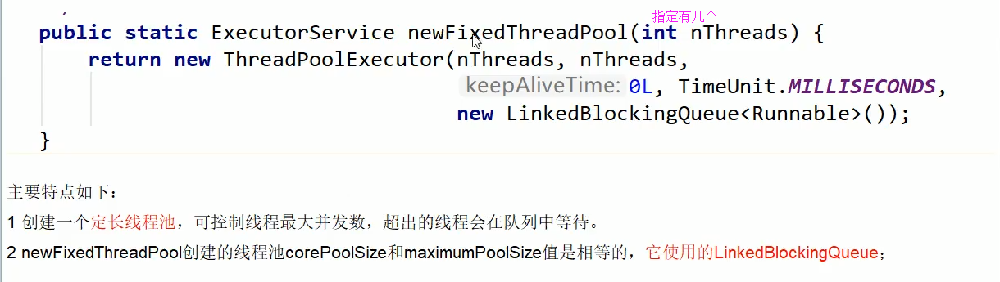 指定有几个
public static ExecutorService newFixedThreadPool(int nThreads) {
return new ThreadPoolExecutor(nThreads, nThreads,
keepAliveTime: 0L, TimeUnit.MILLISECONDS,
new LinkedBlockingQueue<Runnable>());
}
主要特点如下：
1 创建一个定长线程池，可控制线程最大并发数，超出的线程会在队列中等待。
2 newFixedThreadPool创建的线程池corePoolSize和maximumPoolSize值是相等的，它使用的LinkedBlockingQueue；